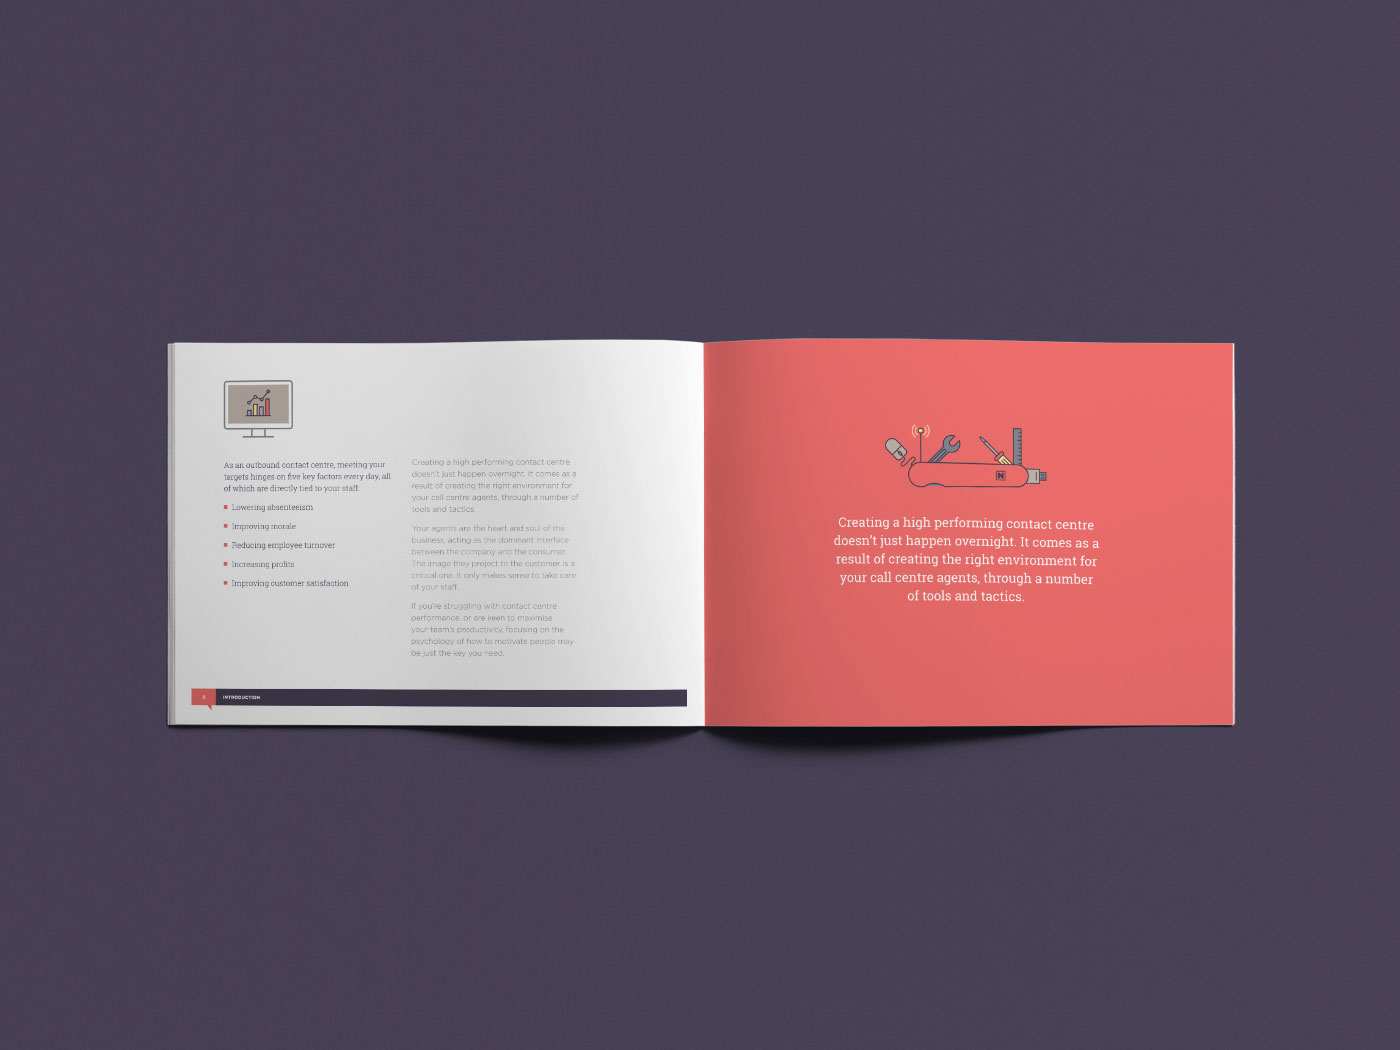 As an outbound contact centre, meeting your
targets hinges on five key factors every day, all
of which are directly tied to your staff.
Lowering absenteeism
Improving morale
Reducing employee turnover
Increasing profits
Improving customer satisfaction
Creating a high performing contact centre
doesn't just happen overnight. It comes as a
result of creating the right environment for
your call centre agents, through a number of
tools and tactics.
Your agents are the heart and soul of the
business, acting as the dominant interface
between the company and the consumer.
The image they project to the customer is a
critical one. It only makes sense to take care
of your staff.
If you're struggling with contact centre
performance, or are keen to maximise
your team's productivity, focusing on the
psychology of how to motivate people may
be just the key you need.
INTRODUCTION
N
Creating a high performing contact centre
doesn't just happen overnight. It comes as a
result of creating the right environment for
your call centre agents, through a number
of tools and tactics.